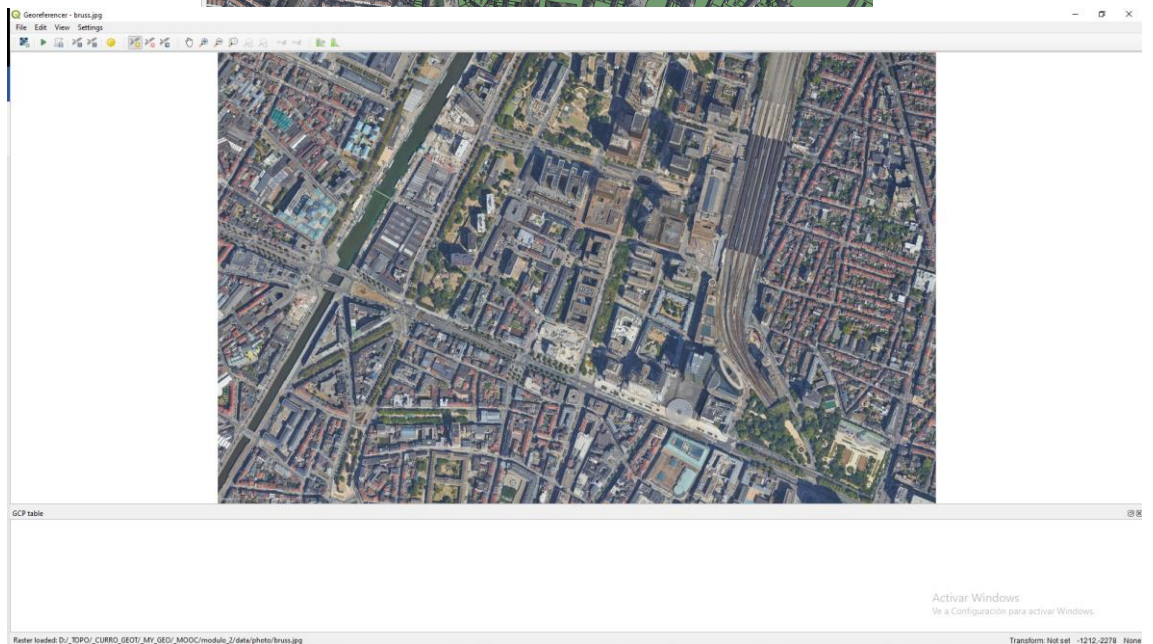 Georeferencer - bruss.jpg
File Edit View Settings
GCP table
Activar Windows
Ve a Configuración para activar Windows.
Raster loaded: D:/_TOPO/_CURRO_GEOT/_MY_GEO/_MOOC/modulo_2/data/photo/bruss.jpg
Transform: Not set -1212,-2278 None